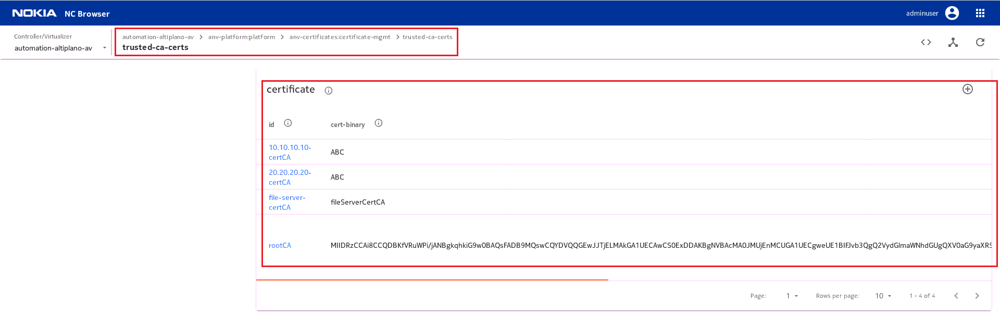 NOKIA NC Browser adminuser
Controller/Virtualizer
automation-altiplano-av
automation-altiplano-av > anv-platform:platform > anv-certificates:certificate-mgmt > trusted-ca-certs
trusted-ca-certs
certificate
id cert-binary
10.10.10.10-
certCA
ABC
20.20.20.20-
certCA
ABC
file-server-
certCA
fileServerCertCA
rootCA MIIDRzCCAi8CCQDBKfVRuWPi/jANBgkqhkiG9w0BAQsFADB9MQswCQYDVQQGEwJJTjELMAkGA1UECAwCS0ExDDAKBgNVBAcMA0JMUjEnMCUGA1UECgweUE1BIFJvb3QgQ2VydGlmaWNhdGUgQXV0aG9yaXR5
Page: 1 Rows per page: 10 1 - 4 of 4